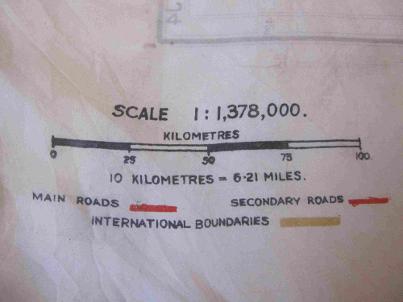 SCALE 1:1,378,000.
KILOMETRES
0 25 50 75 100
10 KILOMETRES = 6·21 MILES.
MAIN ROADS SECONDARY ROADS
INTERNATIONAL BOUNDARIES